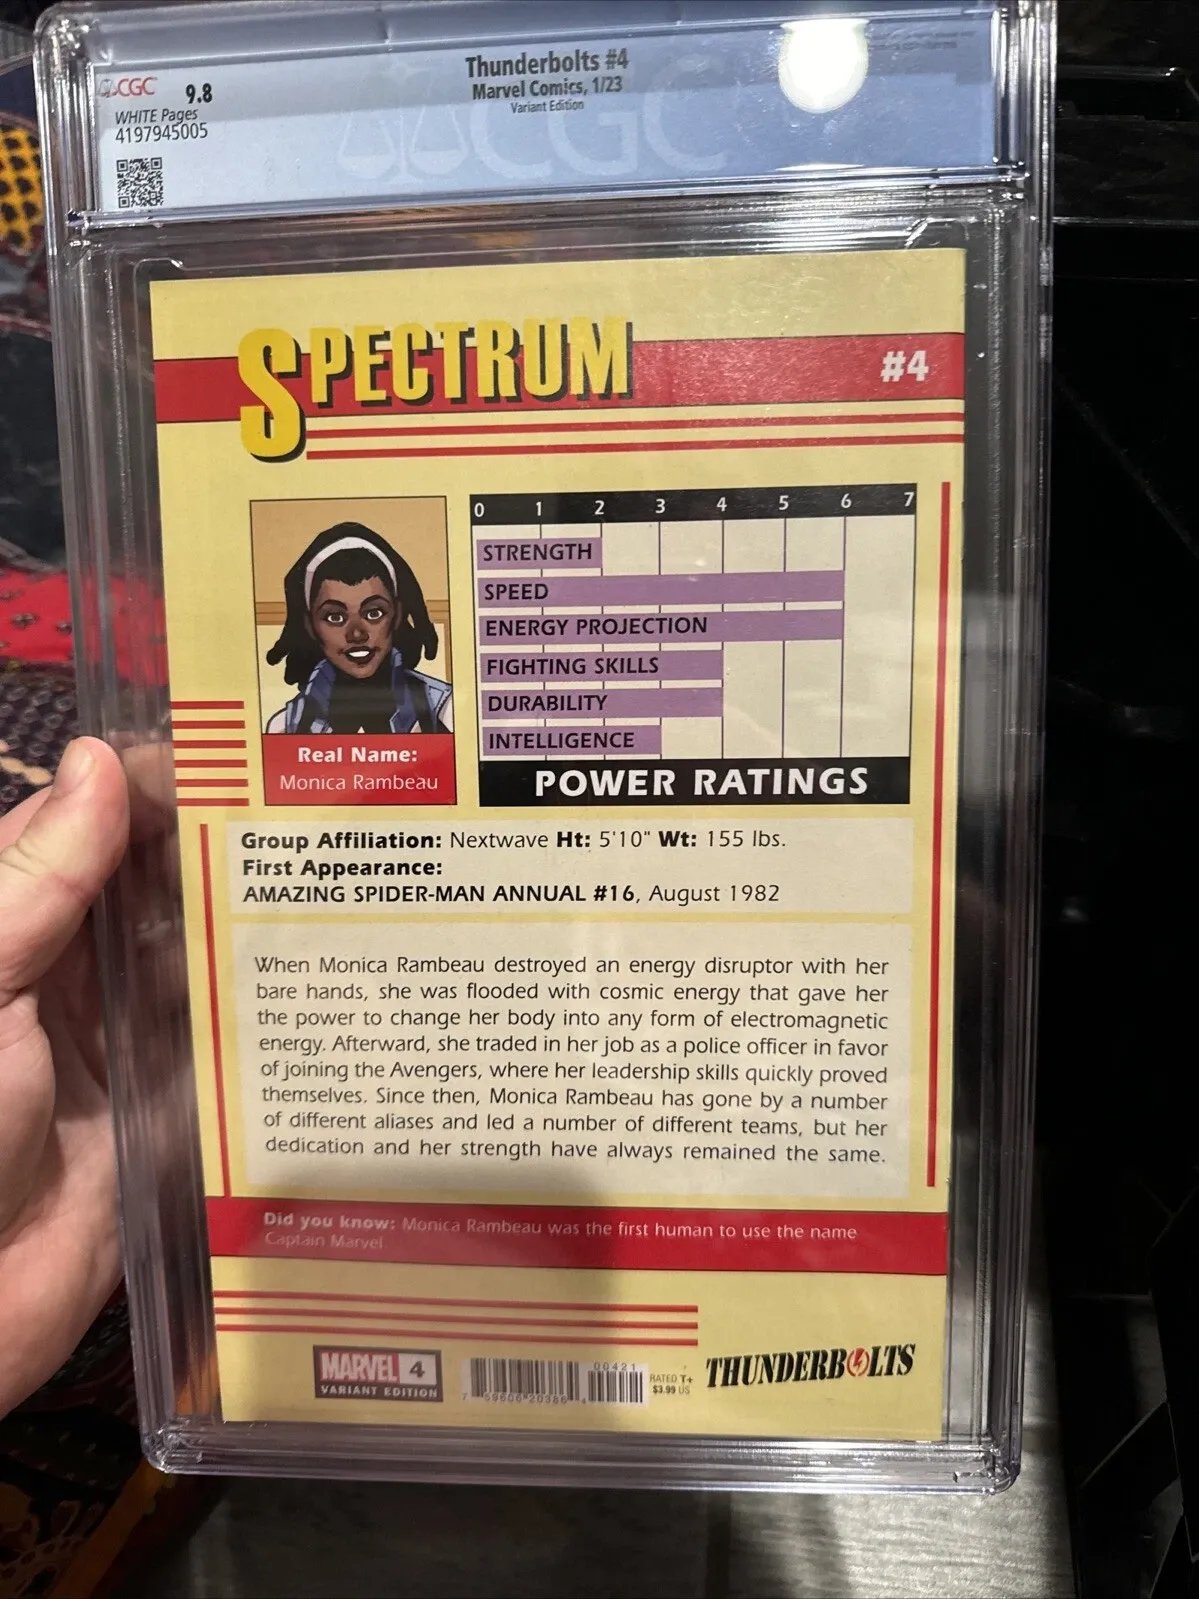 CGC 9.8
WHITE Pages
4197945005
Thunderbolts #4
Marvel Comics, 1/23
Variant Edition
CGC
SPECTRUM
#4
0 1 2 3 4 5 6 7
STRENGTH
SPEED
ENERGY PROJECTION
FIGHTING SKILLS
DURABILITY
INTELLIGENCE
POWER RATINGS
Real Name:
Monica Rambeau
Group Affiliation: Nextwave Ht: 5'10" Wt: 155 lbs.
First Appearance:
AMAZING SPIDER-MAN ANNUAL #16, August 1982
When Monica Rambeau destroyed an energy disruptor with her
bare hands, she was flooded with cosmic energy that gave her
the power to change her body into any form of electromagnetic
energy. Afterward, she traded in her job as a police officer in favor
of joining the Avengers, where her leadership skills quickly proved
themselves. Since then, Monica Rambeau has gone by a number
of different aliases and led a number of different teams, but her
dedication and her strength have always remained the same.
Did you know: Monica Rambeau was the first human to use the name
Captain Marvel
MARVEL 4
VARIANT EDITION
00421
RATED T+
$3.99 US
THUNDERBOLTS